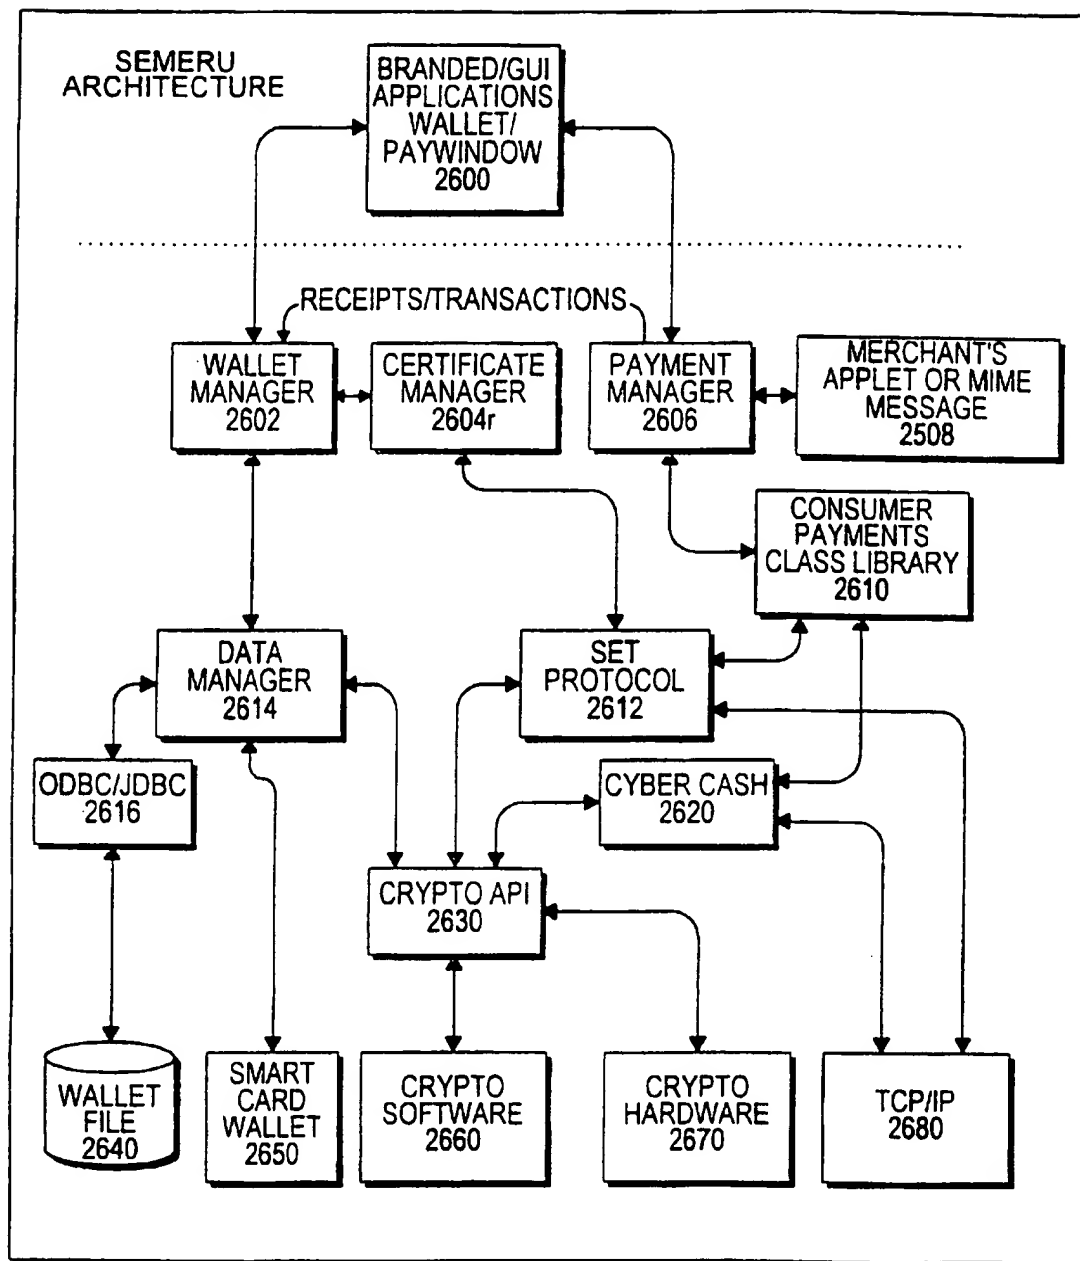 SEMERU
ARCHITECTURE
BRANDED/GUI
APPLICATIONS
WALLET/
PAYWINDOW
2600
RECEIPTS/TRANSACTIONS
WALLET
MANAGER
2602
CERTIFICATE
MANAGER
2604r
PAYMENT
MANAGER
2606
MERCHANT'S
APPLET OR MIME
MESSAGE
2508
CONSUMER
PAYMENTS
CLASS LIBRARY
2610
DATA
MANAGER
2614
SET
PROTOCOL
2612
ODBC/JDBC
2616
CYBER CASH
2620
CRYPTO API
2630
WALLET
FILE
2640
SMART
CARD
WALLET
2650
CRYPTO
SOFTWARE
2660
CRYPTO
HARDWARE
2670
TCP/IP
2680